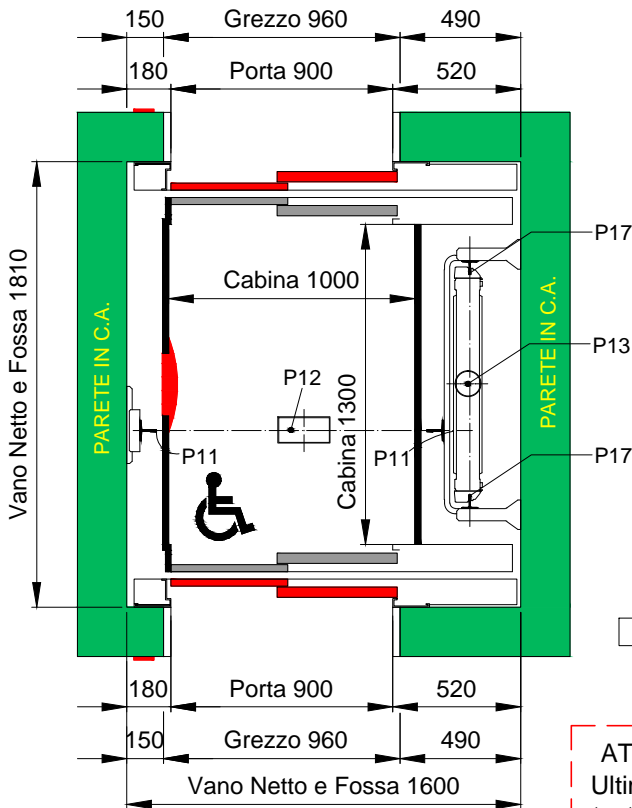 150 Grezzo 960 490
180 Porta 900 520
Vano Netto e Fossa 1810
PARETE IN C.A.
Cabina 1000
P17
P13
PARETE IN C.A.
P12
Cabina 1300
P11
P11
P17
180 Porta 900 520
150 Grezzo 960 490
Vano Netto e Fossa 1600
AT
Ultin